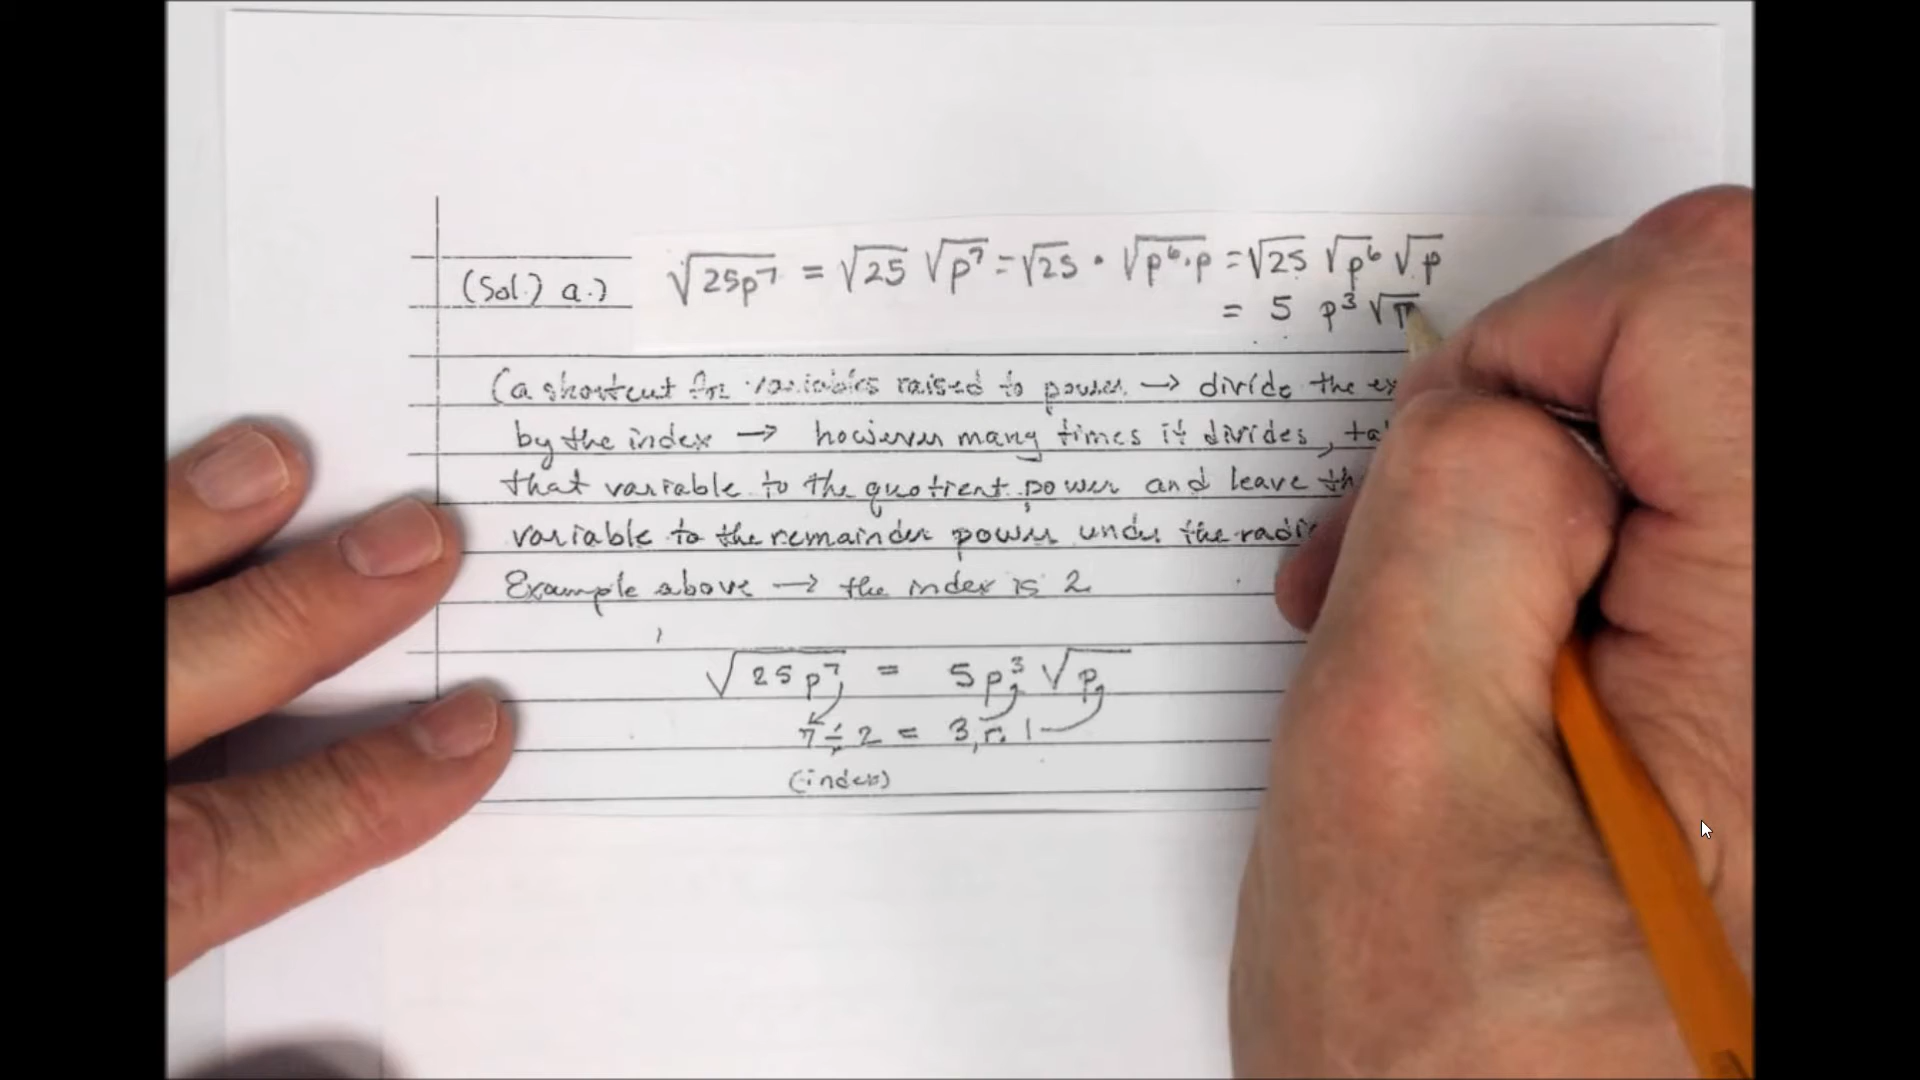 (Sol.) a.) √25p⁷ = √25 √p⁷ = √25 · √p⁶·p = √25 √p⁶ √p
= 5 p³ √
(a shortcut for variables raised to power → divide the
by the index → however many times it divides,
that variable to the quotient power and leave
variable to the remainder power under the
Example above → the index is 2
√25p⁷ = 5p³ √p
7 ÷ 2 = 3, r. 1
(index)